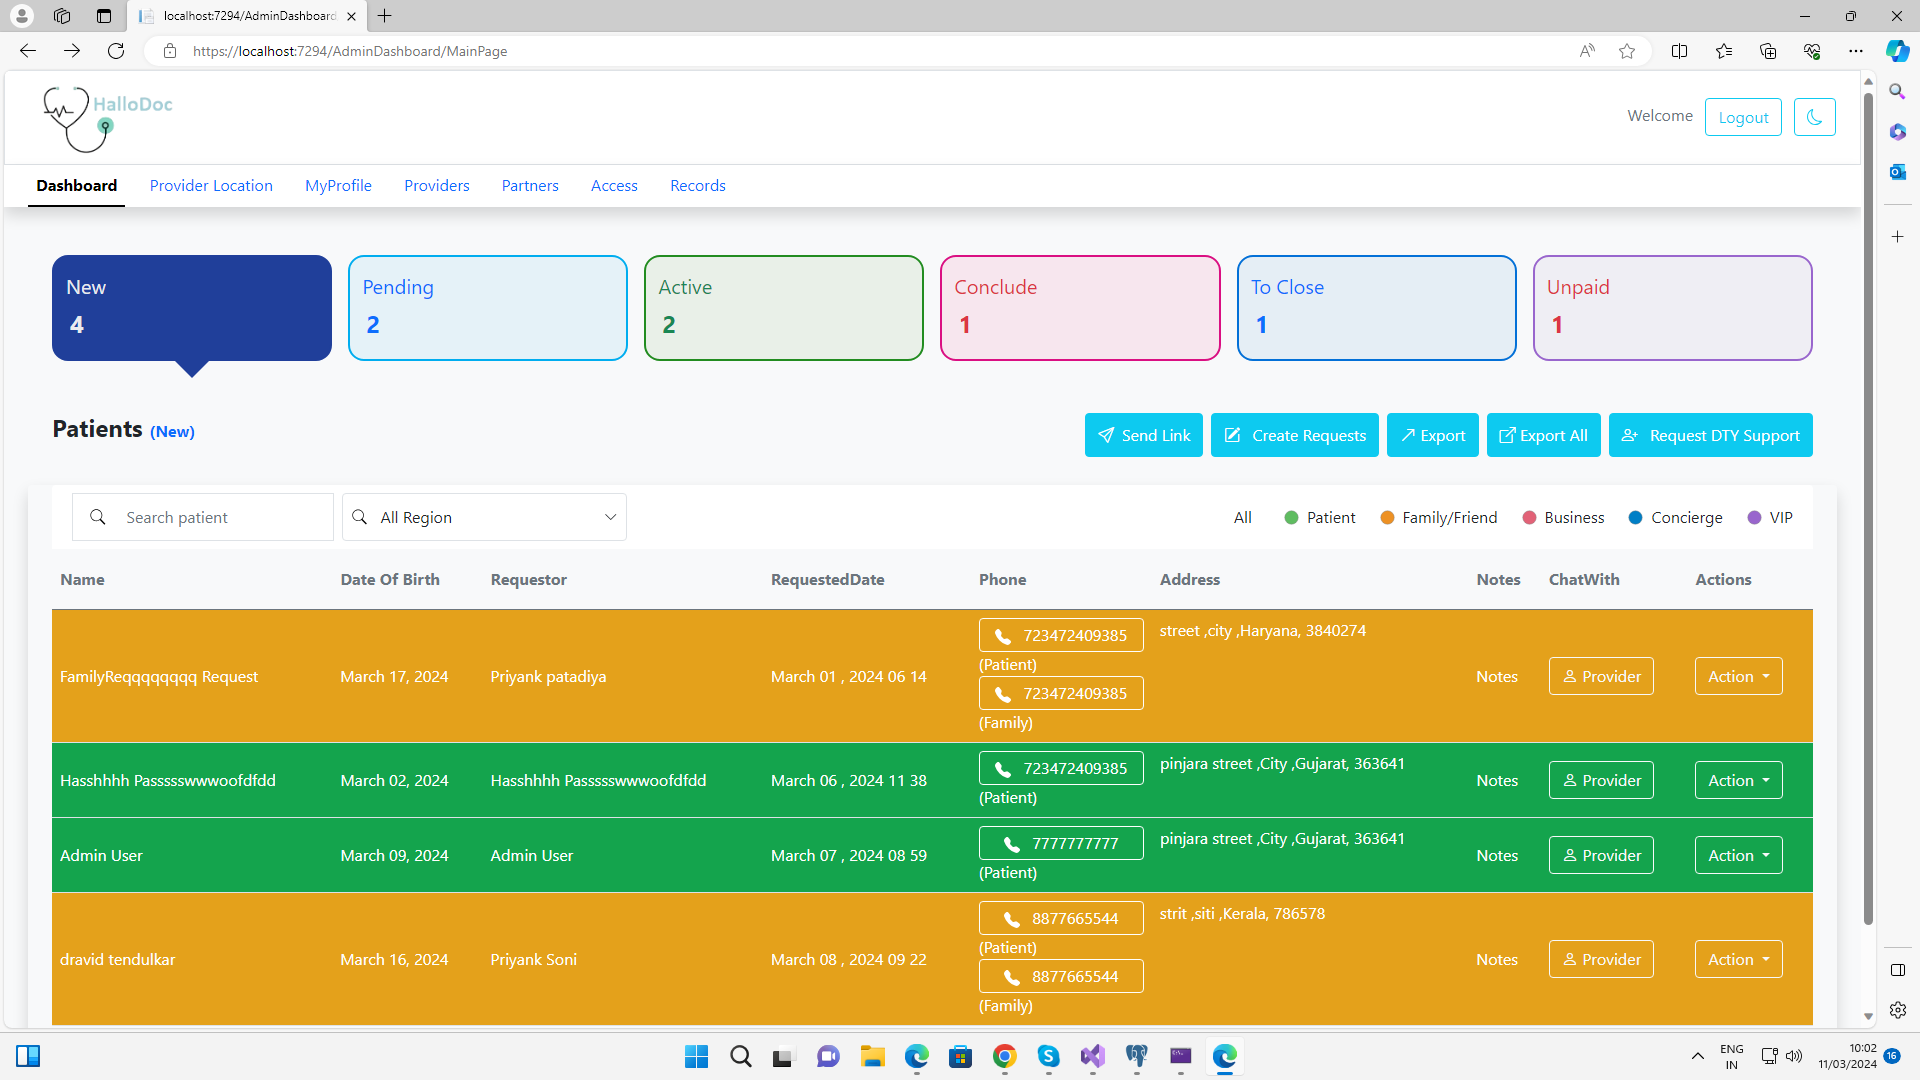 localhost:7294/AdminDashboard
https://localhost:7294/AdminDashboard/MainPage
HalloDoc
Welcome Logout
Dashboard Provider Location MyProfile Providers Partners Access Records
New Pending Active Conclude To Close Unpaid
4 2 2 1 1 1
Patients (New) Send Link Create Requests Export Export All Request DTY Support
Search patient All Region All Patient Family/Friend Business Concierge VIP
Name Date Of Birth Requestor RequestedDate Phone Address Notes ChatWith Actions
723472409385 street ,city ,Haryana, 3840274
(Patient)
FamilyReqqqqqqqq Request March 17, 2024 Priyank patadiya March 01 , 2024 06 14 Notes Provider Action
723472409385
(Family)
723472409385 pinjara street ,City ,Gujarat, 363641
Hasshhhh Passssswwwoofdfdd March 02, 2024 Hasshhhh Passssswwwoofdfdd March 06 , 2024 11 38 Notes Provider Action
(Patient)
7777777777 pinjara street ,City ,Gujarat, 363641
Admin User March 09, 2024 Admin User March 07 , 2024 08 59 Notes Provider Action
(Patient)
8877665544 strit ,siti ,Kerala, 786578
(Patient)
dravid tendulkar March 16, 2024 Priyank Soni March 08 , 2024 09 22 Notes Provider Action
8877665544
(Family)
ENG 10:02
IN 11/03/2024 16